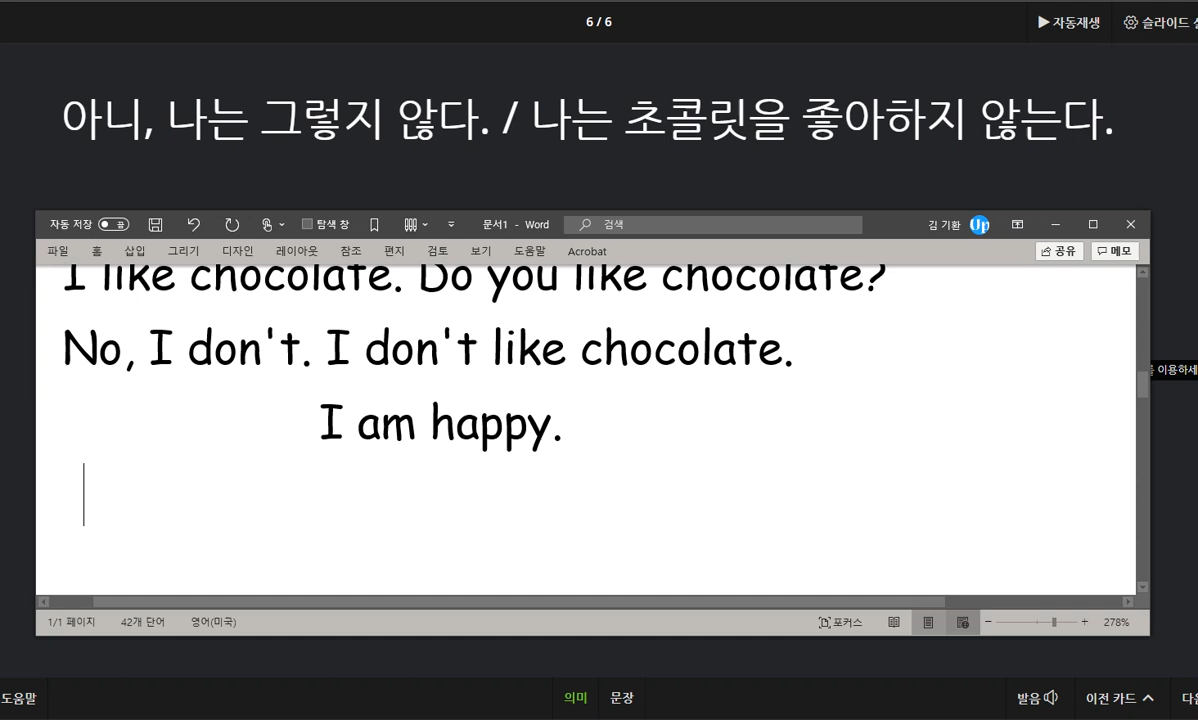 6 / 6
▶ 자동재생
슬라이드
아니, 나는 그렇지 않다. / 나는 초콜릿을 좋아하지 않는다.
자동 저장 끔 탐색 창 문서1 - Word 검색 김 기환 Up
파일 홈 삽입 그리기 디자인 레이아웃 참조 편지 검토 보기 도움말 Acrobat 공유 메모
I like chocolate. Do you like chocolate?
No, I don't. I don't like chocolate.
이용하세
I am happy.
1/1 페이지 42개 단어 영어(미국) 포커스 278%
도움말 의미 문장 발음 이전 카드